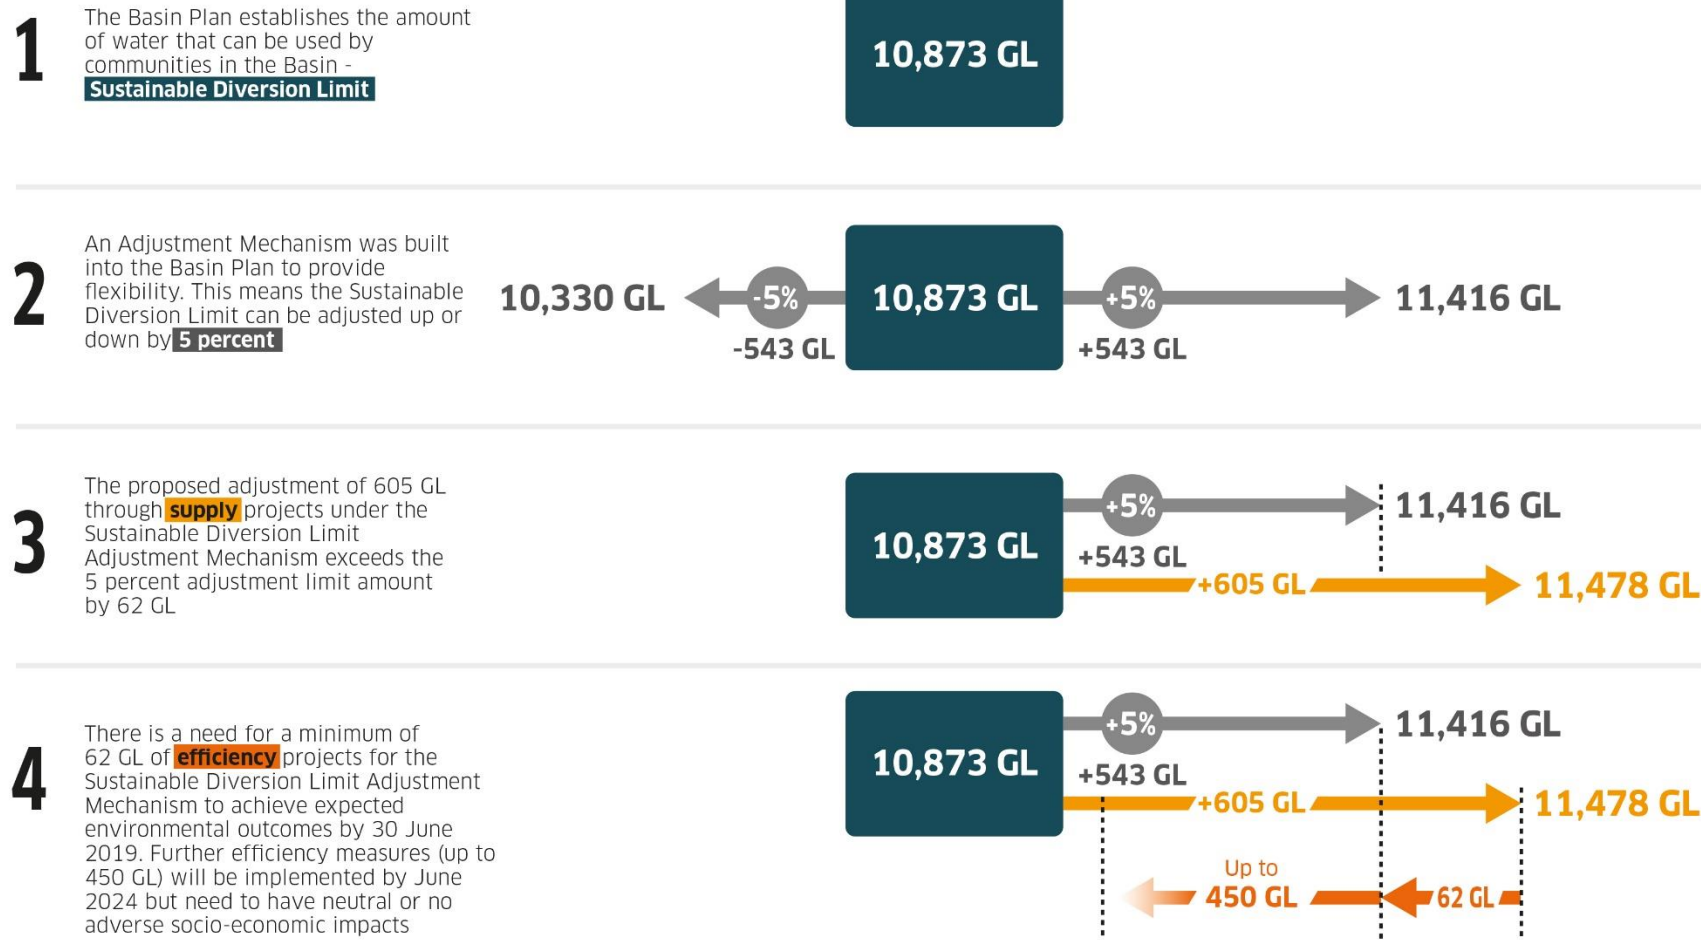 1
The Basin Plan establishes the amount
of water that can be used by
communities in the Basin -
Sustainable Diversion Limit
10,873 GL
2
An Adjustment Mechanism was built
into the Basin Plan to provide
flexibility. This means the Sustainable
Diversion Limit can be adjusted up or
down by 5 percent
10,330 GL
-5%
-543 GL
10,873 GL
+5%
+543 GL
11,416 GL
3
The proposed adjustment of 605 GL
through supply projects under the
Sustainable Diversion Limit
Adjustment Mechanism exceeds the
5 percent adjustment limit amount
by 62 GL
10,873 GL
+5%
+543 GL
11,416 GL
+605 GL
11,478 GL
4
There is a need for a minimum of
62 GL of efficiency projects for the
Sustainable Diversion Limit Adjustment
Mechanism to achieve expected
environmental outcomes by 30 June
2019. Further efficiency measures (up to
450 GL) will be implemented by June
2024 but need to have neutral or no
adverse socio-economic impacts
10,873 GL
+5%
+543 GL
11,416 GL
+605 GL
11,478 GL
Up to
450 GL
62 GL